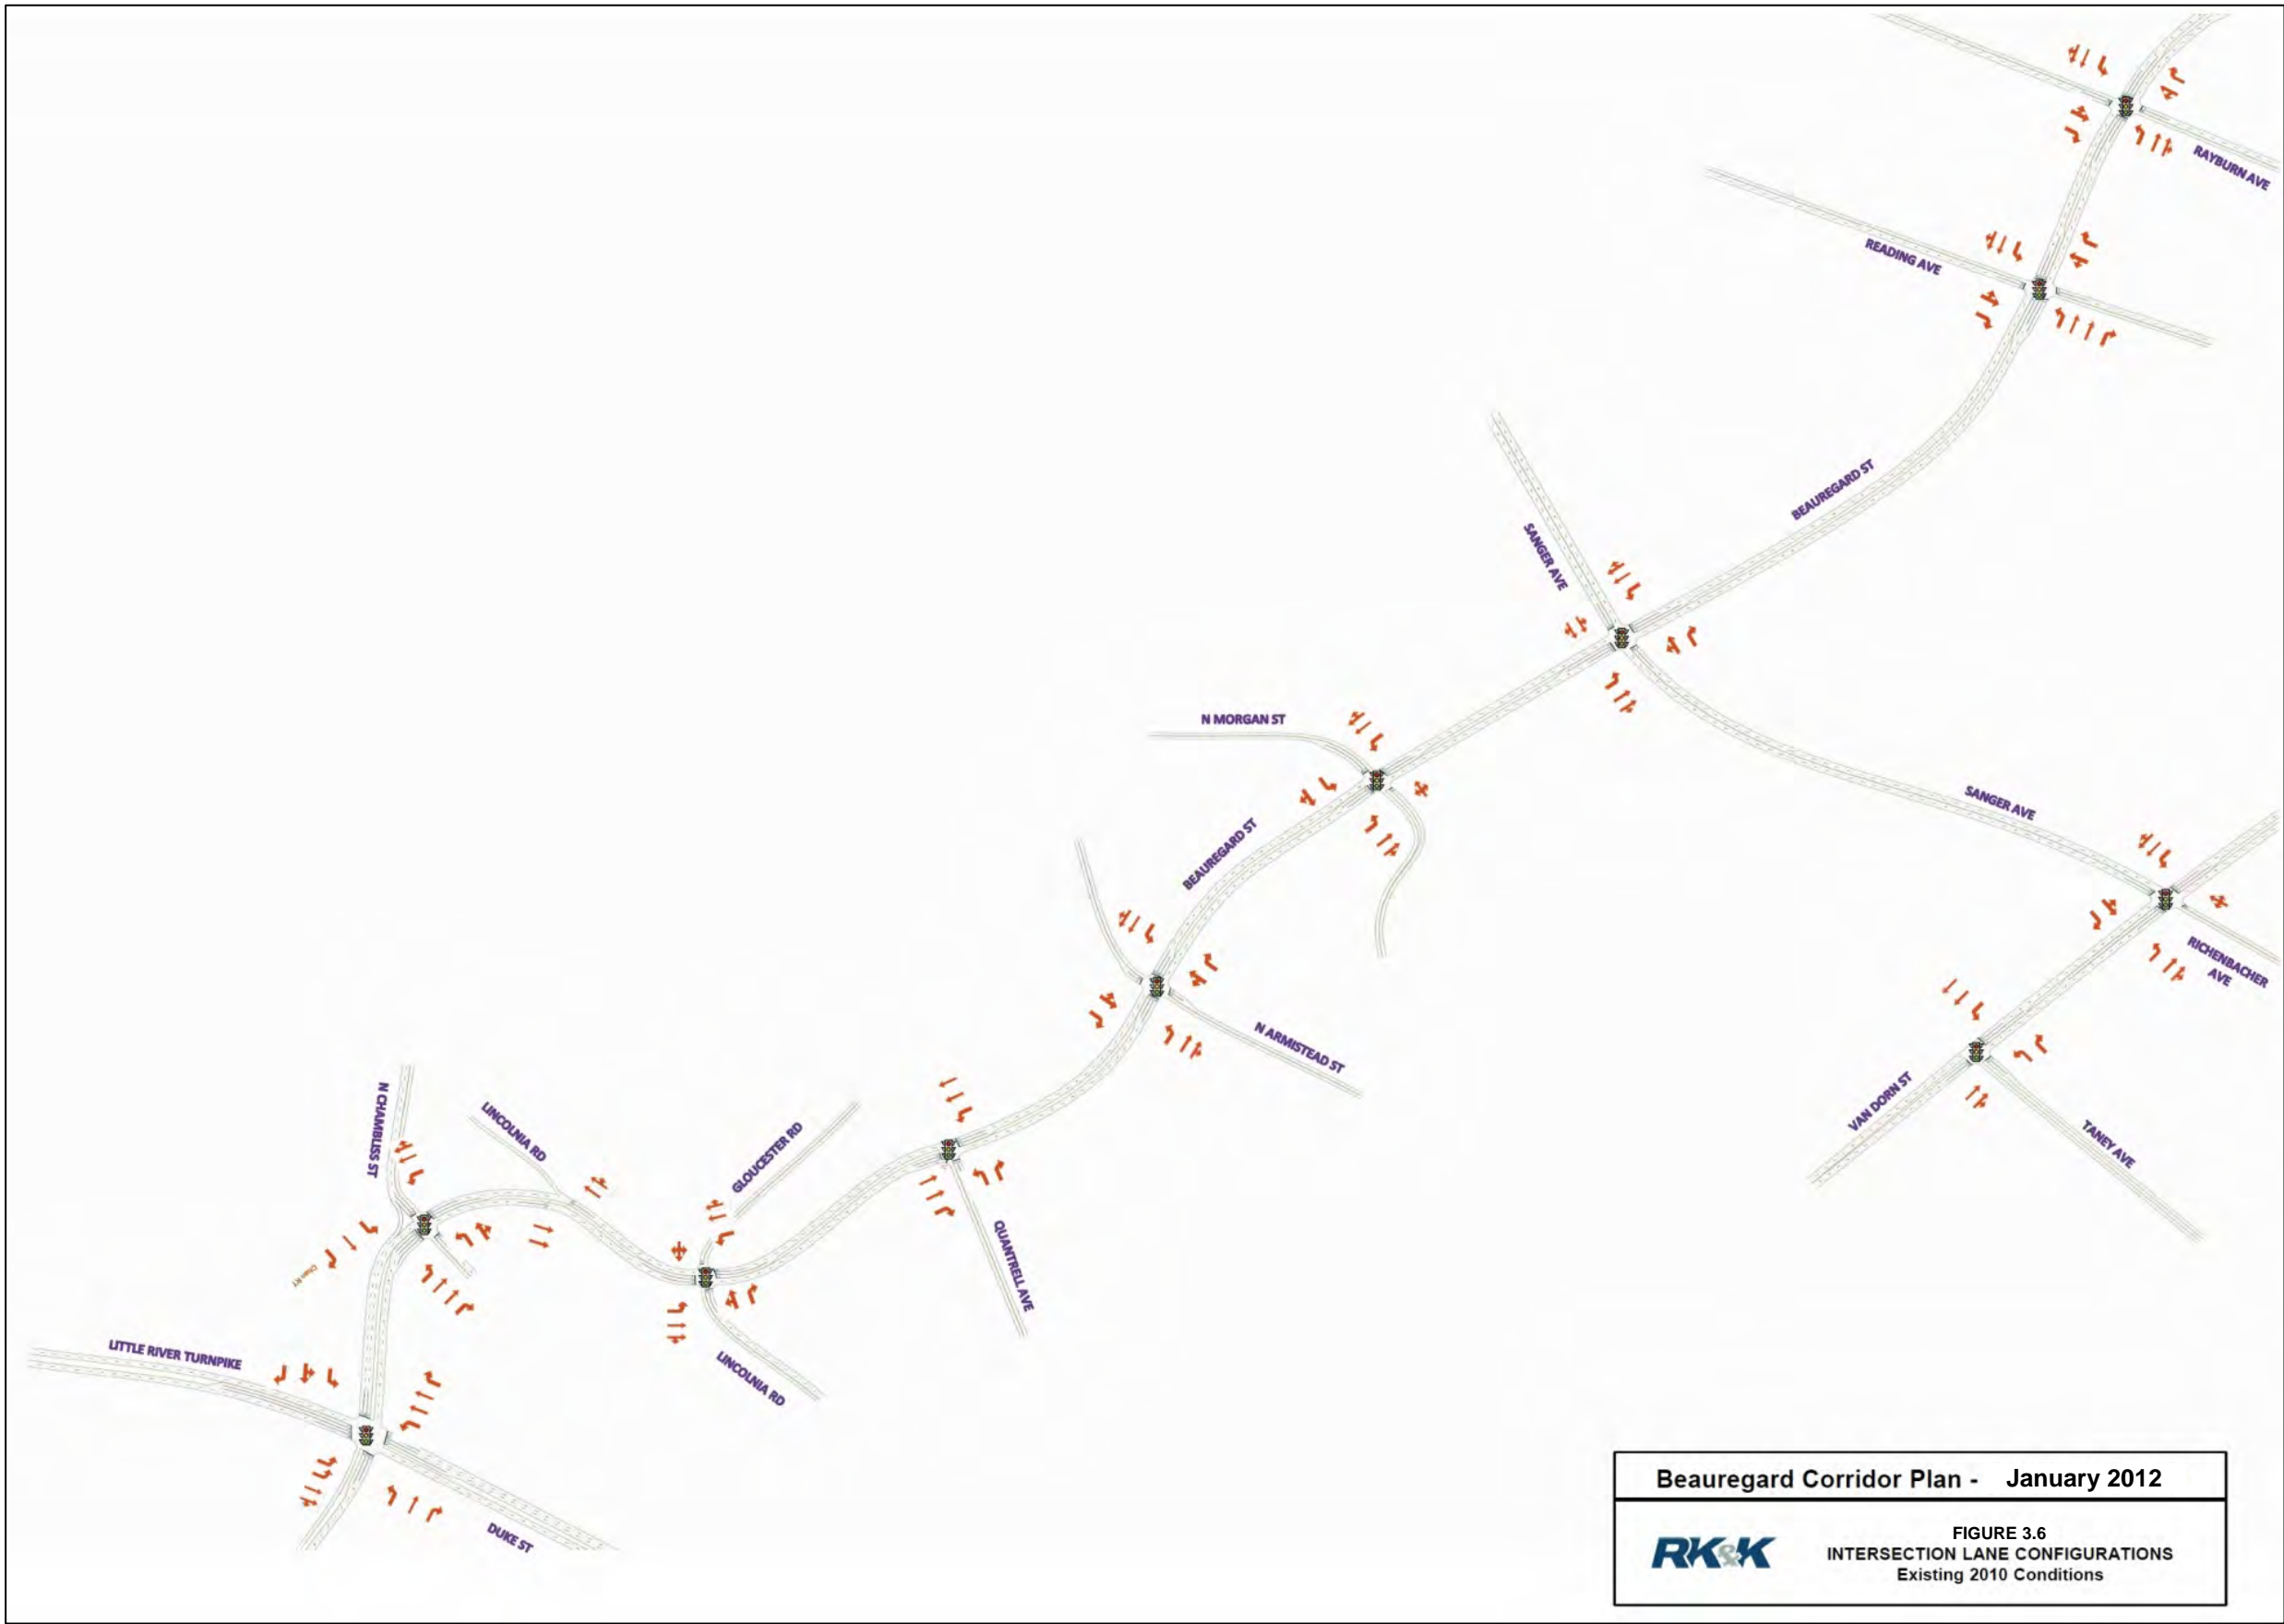 RAYBURN AVE
READING AVE
BEAUREGARD ST
SANGER AVE
N MORGAN ST
SANGER AVE
BEAUREGARD ST
RICHENBACHER
AVE
N ARMISTEAD ST
VAN DORN ST
TANEY AVE
N CHAMBLISS ST
LINCOLNIA RD
GLOUCESTER RD
QUANTRELL AVE
LITTLE RIVER TURNPIKE
LINCOLNIA RD
DUKE ST
Beauregard Corridor Plan - January 2012
RK&K
FIGURE 3.6
INTERSECTION LANE CONFIGURATIONS
Existing 2010 Conditions